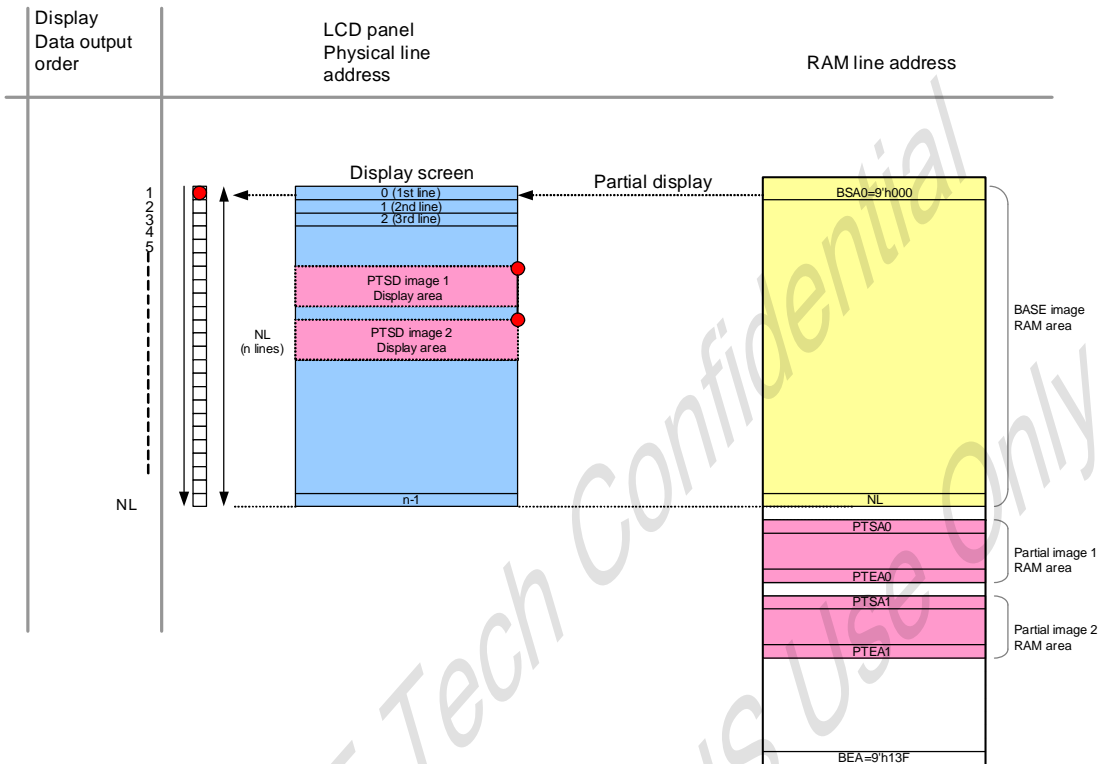 Display
Data output
order
LCD panel
Physical line
address
RAM line address
Display screen
Partial display
1
2
3
4
5
NL
NL
(n lines)
0 (1st line)
1 (2nd line)
2 (3rd line)
PTSD image 1
Display area
PTSD image 2
Display area
n-1
BSA0=9'h000
NL
PTSA0
PTEA0
PTSA1
PTEA1
BEA=9'h13F
BASE image
RAM area
Partial image 1
RAM area
Partial image 2
RAM area
Tech Confidential
Use Only